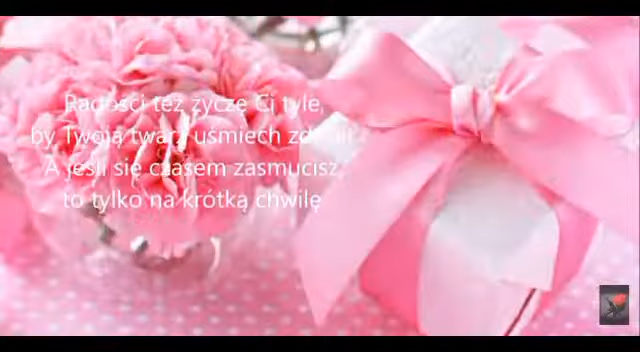 Radości też życzę Ci tyle,
by Twoją twarz uśmiech
A jeśli się czasem zasmucisz,
to tylko na krótką chwilę